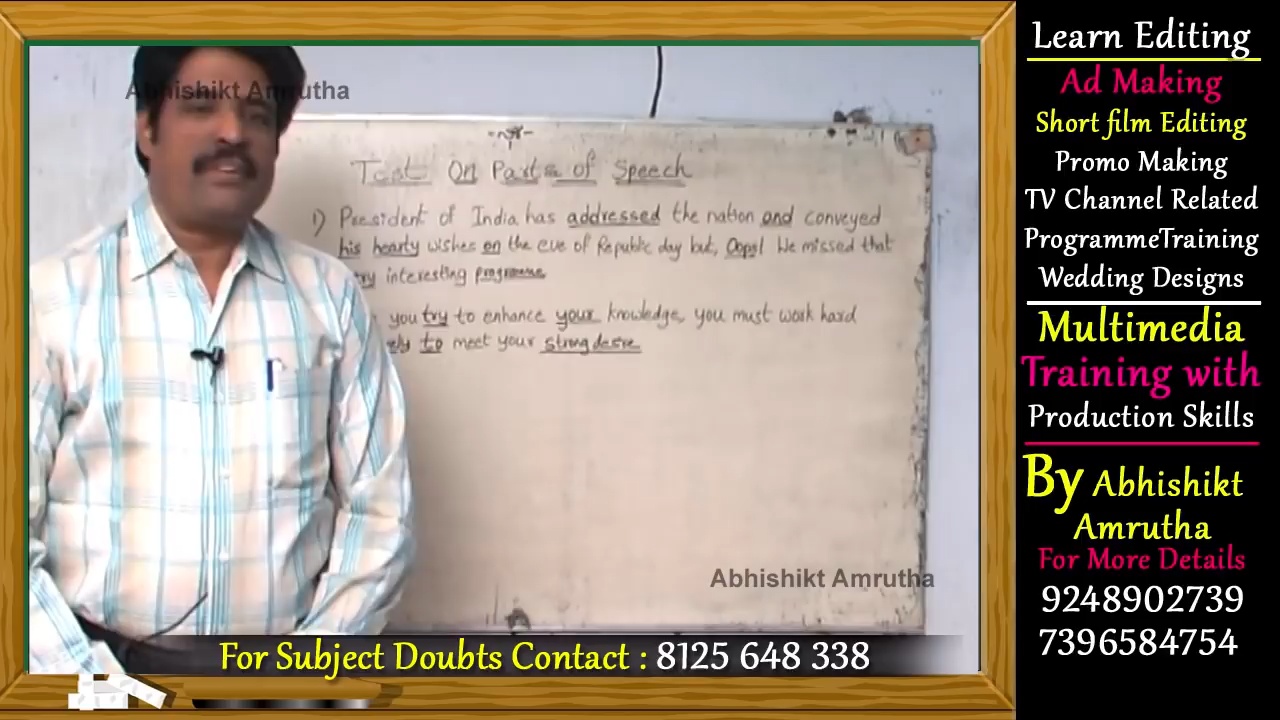 Abhishikt Amrutha
Test On Parts of Speech
1) President of India has addressed the nation and conveyed
his hearty wishes on the eve of Republic day but, Oops! We missed that
interesting programme
you try to enhance your knowledge, you must work hard
to meet your strong desire
Abhishikt Amrutha
For Subject Doubts Contact : 8125 648 338
Learn Editing
Ad Making
Short film Editing
Promo Making
TV Channel Related
ProgrammeTraining
Wedding Designs
Multimedia
Training with
Production Skills
By Abhishikt
Amrutha
For More Details
9248902739
7396584754